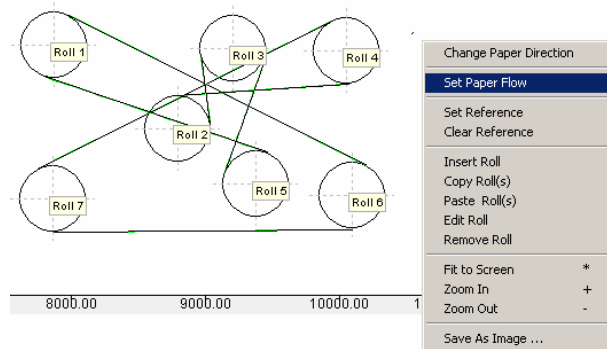 Roll 1
Roll 3
Roll 4
Roll 2
Roll 5
Roll 7
Roll 6
8000.00
9000.00
10000.00
1
Change Paper Direction
Set Paper Flow
Set Reference
Clear Reference
Insert Roll
Copy Roll(s)
Paste Roll(s)
Edit Roll
Remove Roll
Fit to Screen *
Zoom In +
Zoom Out -
Save As Image ...